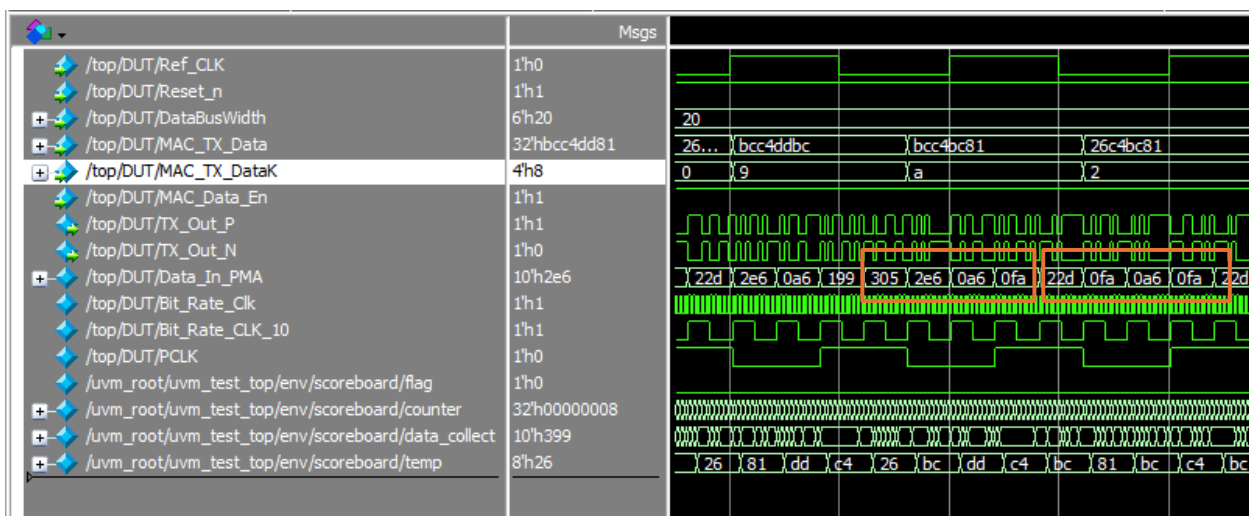 Msgs
/top/DUT/Ref_CLK 1'h0
/top/DUT/Reset_n 1'h1
/top/DUT/DataBusWidth 6'h20 20
/top/DUT/MAC_TX_Data 32'hbcc4dd81 26... bcc4ddbc bcc4bc81 26c4bc81
/top/DUT/MAC_TX_DataK 4'h8 0 9 a 2
/top/DUT/MAC_Data_En 1'h1
/top/DUT/TX_Out_P 1'h1
/top/DUT/TX_Out_N 1'h0
/top/DUT/Data_In_PMA 10'h2e6 22d 2e6 0a6 199 305 2e6 0a6 0fa 22d 0fa 0a6 0fa 22d
/top/DUT/Bit_Rate_Clk 1'h1
/top/DUT/Bit_Rate_CLK_10 1'h1
/top/DUT/PCLK 1'h0
/uvm_root/uvm_test_top/env/scoreboard/flag 1'h0
/uvm_root/uvm_test_top/env/scoreboard/counter 32'h00000008
/uvm_root/uvm_test_top/env/scoreboard/data_collect 10'h399
/uvm_root/uvm_test_top/env/scoreboard/temp 8'h26 26 81 dd c4 26 bc dd c4 bc 81 bc c4 bc